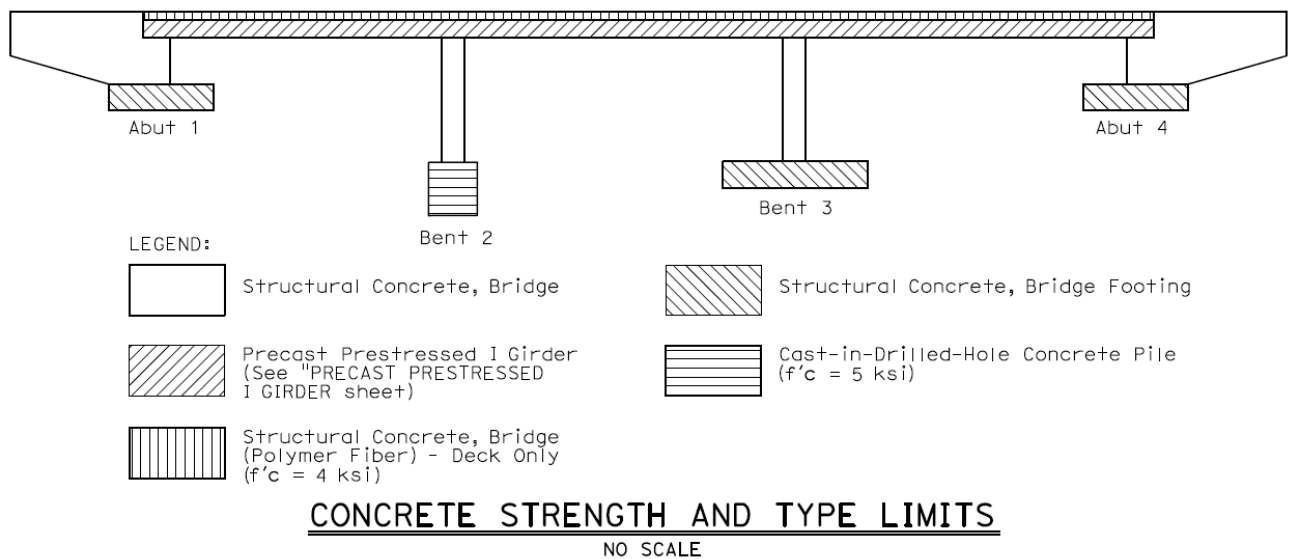 Abut 1
Abut 4
Bent 3
Bent 2
LEGEND:
Structural Concrete, Bridge
Structural Concrete, Bridge Footing
Precast Prestressed I Girder
(See "PRECAST PRESTRESSED
I GIRDER sheet)
Cast-in-Drilled-Hole Concrete Pile
(f'c = 5 ksi)
Structural Concrete, Bridge
(Polymer Fiber) - Deck Only
(f'c = 4 ksi)
CONCRETE STRENGTH AND TYPE LIMITS
NO SCALE